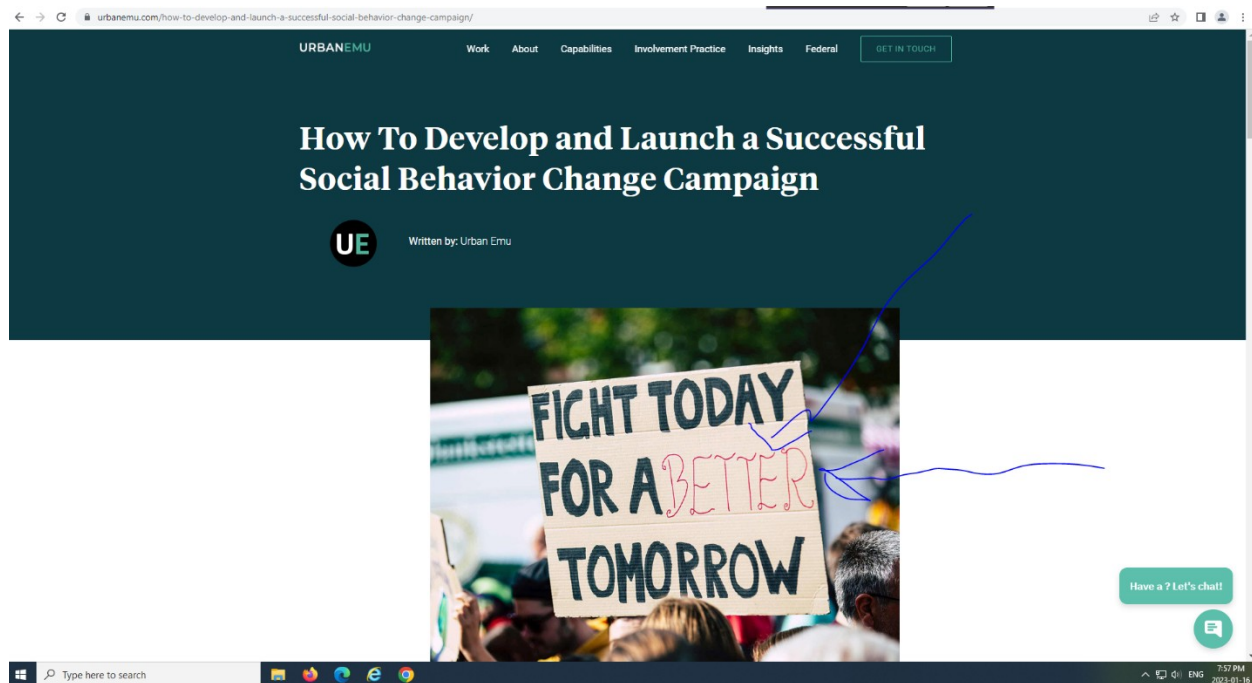 urbanemu.com/how-to-develop-and-launch-a-successful-social-behavior-change-campaign/
URBANEMU Work About Capabilities Involvement Practice Insights Federal GET IN TOUCH
How To Develop and Launch a Successful
Social Behavior Change Campaign
UE Written by: Urban Emu
FIGHT TODAY
FOR A BETTER
TOMORROW
Have a ? Let's chat!
Type here to search
ENG 7:57 PM
2023-01-16